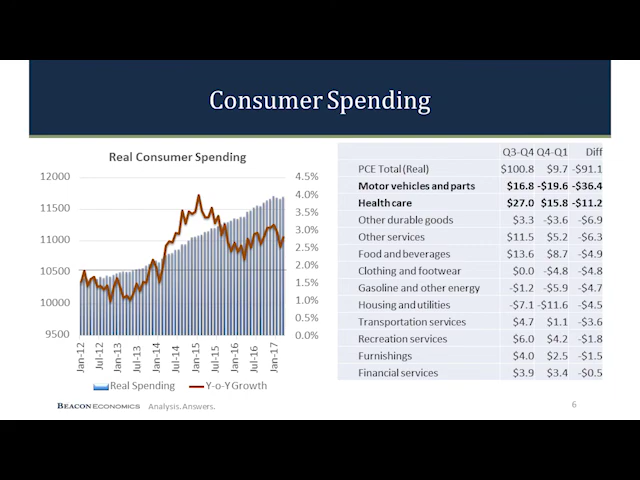 Consumer Spending
Real Consumer Spending
12000
11500
11000
10500
10000
9500
4.5%
4.0%
3.5%
3.0%
2.5%
2.0%
1.5%
1.0%
0.5%
0.0%
Jan-12
Jul-12
Jan-13
Jul-13
Jan-14
Jul-14
Jan-15
Jul-15
Jan-16
Jul-16
Jan-17
Real Spending Y-o-Y Growth
Q3-Q4 Q4-Q1 Diff
PCE Total (Real) $100.8 $9.7 -$91.1
Motor vehicles and parts $16.8 -$19.6 -$36.4
Health care $27.0 $15.8 -$11.2
Other durable goods $3.3 -$3.6 -$6.9
Other services $11.5 $5.2 -$6.3
Food and beverages $13.6 $8.7 -$4.9
Clothing and footwear $0.0 -$4.8 -$4.8
Gasoline and other energy -$1.2 -$5.9 -$4.7
Housing and utilities -$7.1 -$11.6 -$4.5
Transportation services $4.7 $1.1 -$3.6
Recreation services $6.0 $4.2 -$1.8
Furnishings $4.0 $2.5 -$1.5
Financial services $3.9 $3.4 -$0.5
BEACON ECONOMICS Analysis. Answers.
6